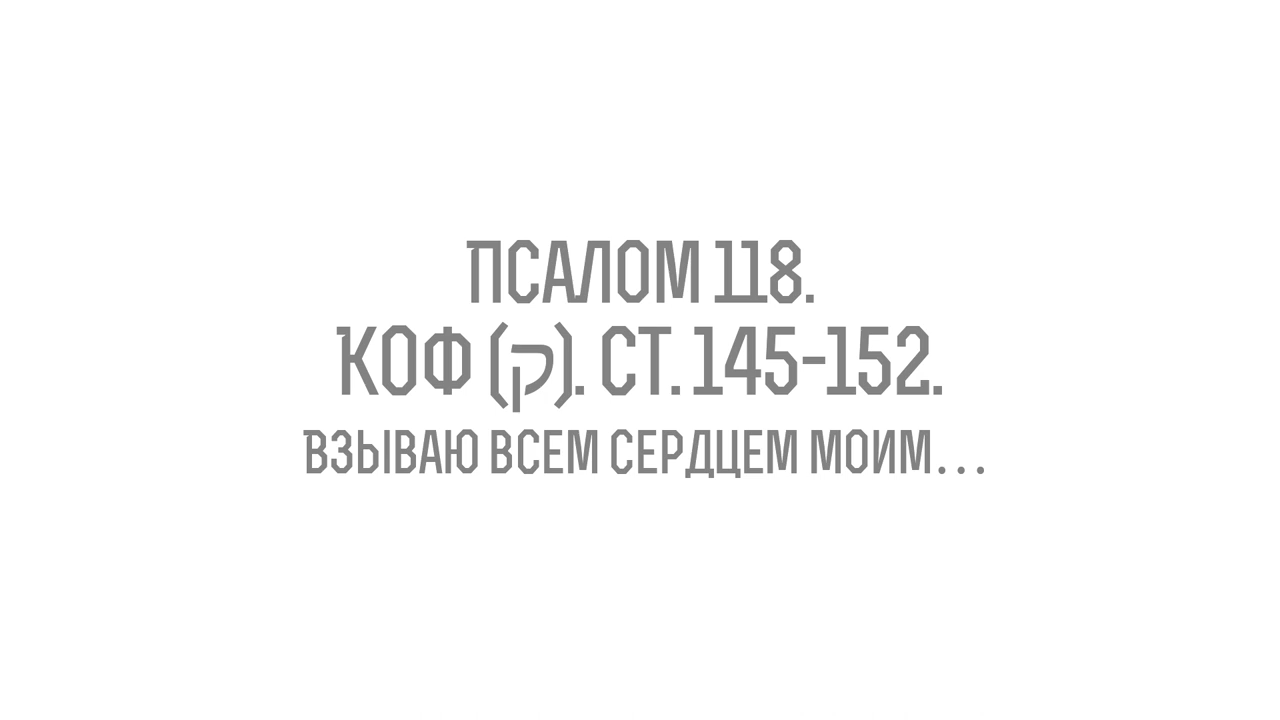 ПСАЛОМ 118.
КОФ (ק). СТ. 145-152.
ВЗЫВАЮ ВСЕМ СЕРДЦЕМ МОИМ...